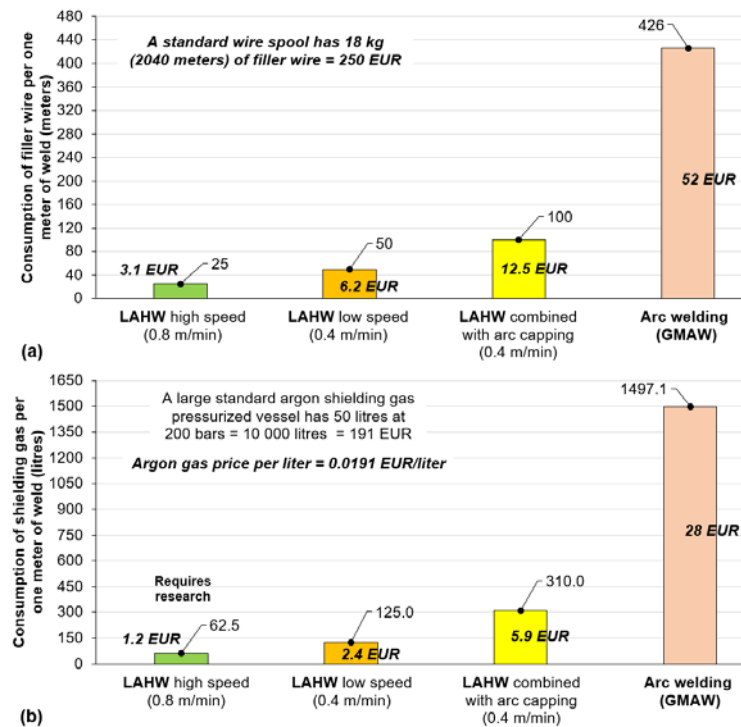 Consumption of filler wire per one
meter of weld (meters)
480
440
400
360
320
280
240
200
160
120
80
40
0
A standard wire spool has 18 kg
(2040 meters) of filler wire = 250 EUR
3.1 EUR
25
50
6.2 EUR
100
12.5 EUR
426
52 EUR
LAHW high speed
(0.8 m/min)
LAHW low speed
(0.4 m/min)
LAHW combined
with arc capping
(0.4 m/min)
Arc welding
(GMAW)
(a)
Consumption of shielding gas per
one meter of weld (litres)
1650
1500
1350
1200
1050
900
750
600
450
300
150
0
A large standard argon shielding gas
pressurized vessel has 50 litres at
200 bars = 10 000 litres = 191 EUR
Argon gas price per liter = 0.0191 EUR/liter
Requires
research
1.2 EUR
62.5
125.0
2.4 EUR
310.0
5.9 EUR
1497.1
28 EUR
LAHW high speed
(0.8 m/min)
LAHW low speed
(0.4 m/min)
LAHW combined
with arc capping
(0.4 m/min)
Arc welding
(GMAW)
(b)